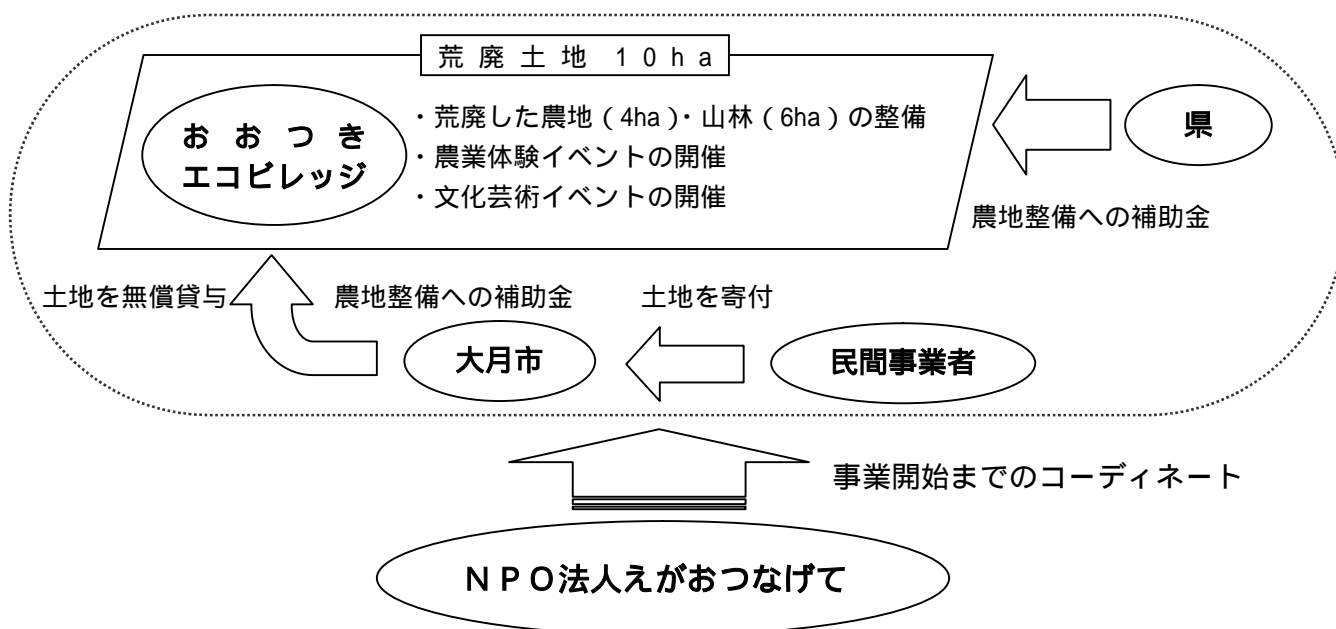 荒廃土地 10ha
おおつき
エコビレッジ
・荒廃した農地(4ha)・山林(6ha)の整備
・農業体験イベントの開催
・文化芸術イベントの開催
県
農地整備への補助金
土地を無償貸与
農地整備への補助金
土地を寄付
大月市
民間事業者
事業開始までのコーディネート
NPO法人えがおつなげて